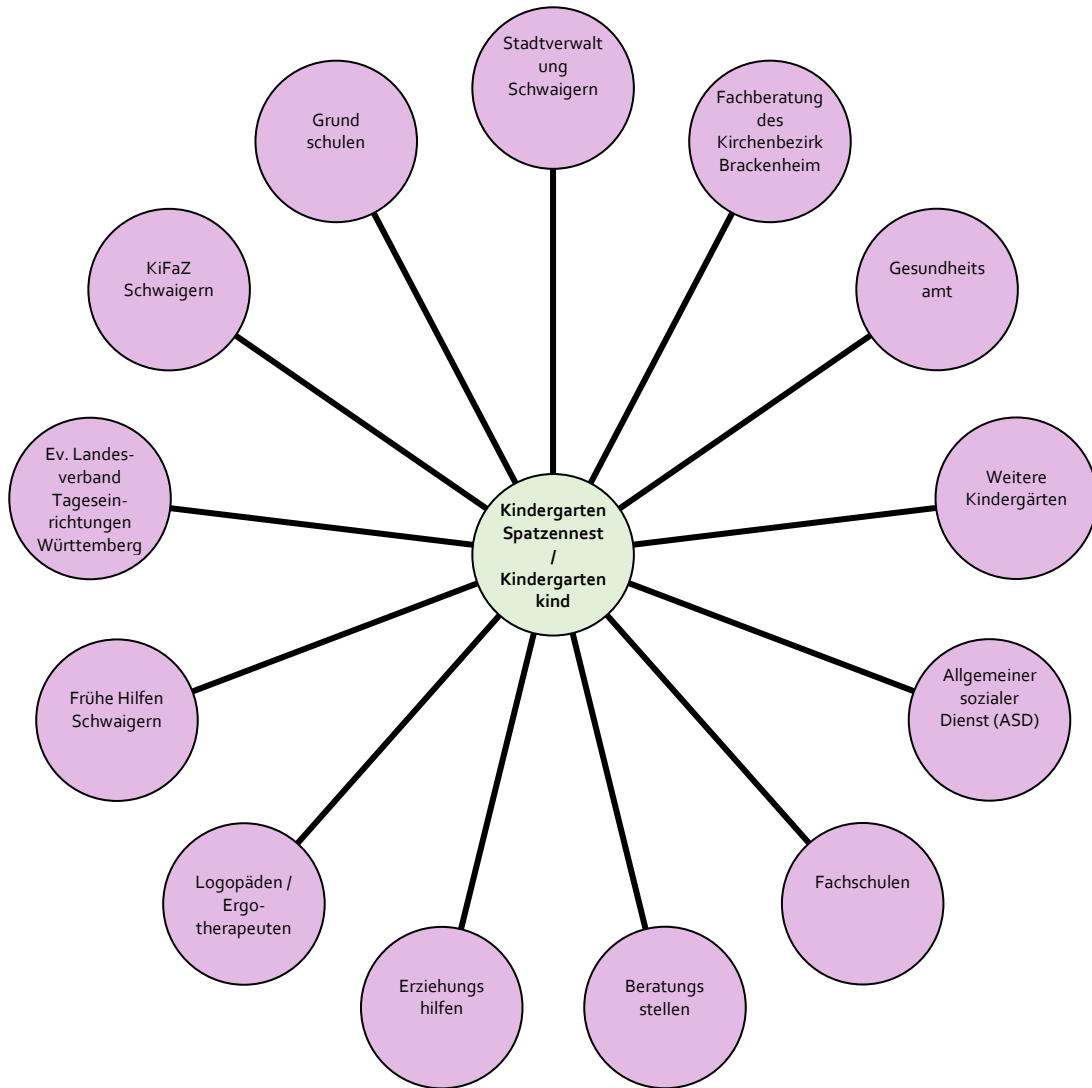 Stadtverwalt
ung
Schwaigern
Fachberatung
des
Kirchenbezirk
Brackenheim
Gesundheits
amt
Weitere
Kindergärten
Allgemeiner
sozialer
Dienst (ASD)
Fachschulen
Beratungs
stellen
Erziehungs
hilfen
Logopäden /
Ergo-
therapeuten
Frühe Hilfen
Schwaigern
Ev. Landes-
verband
Tagesein-
richtungen
Württemberg
KiFaZ
Schwaigern
Grund
schulen
Kindergarten
Spatzennest
/
Kindergarten
kind